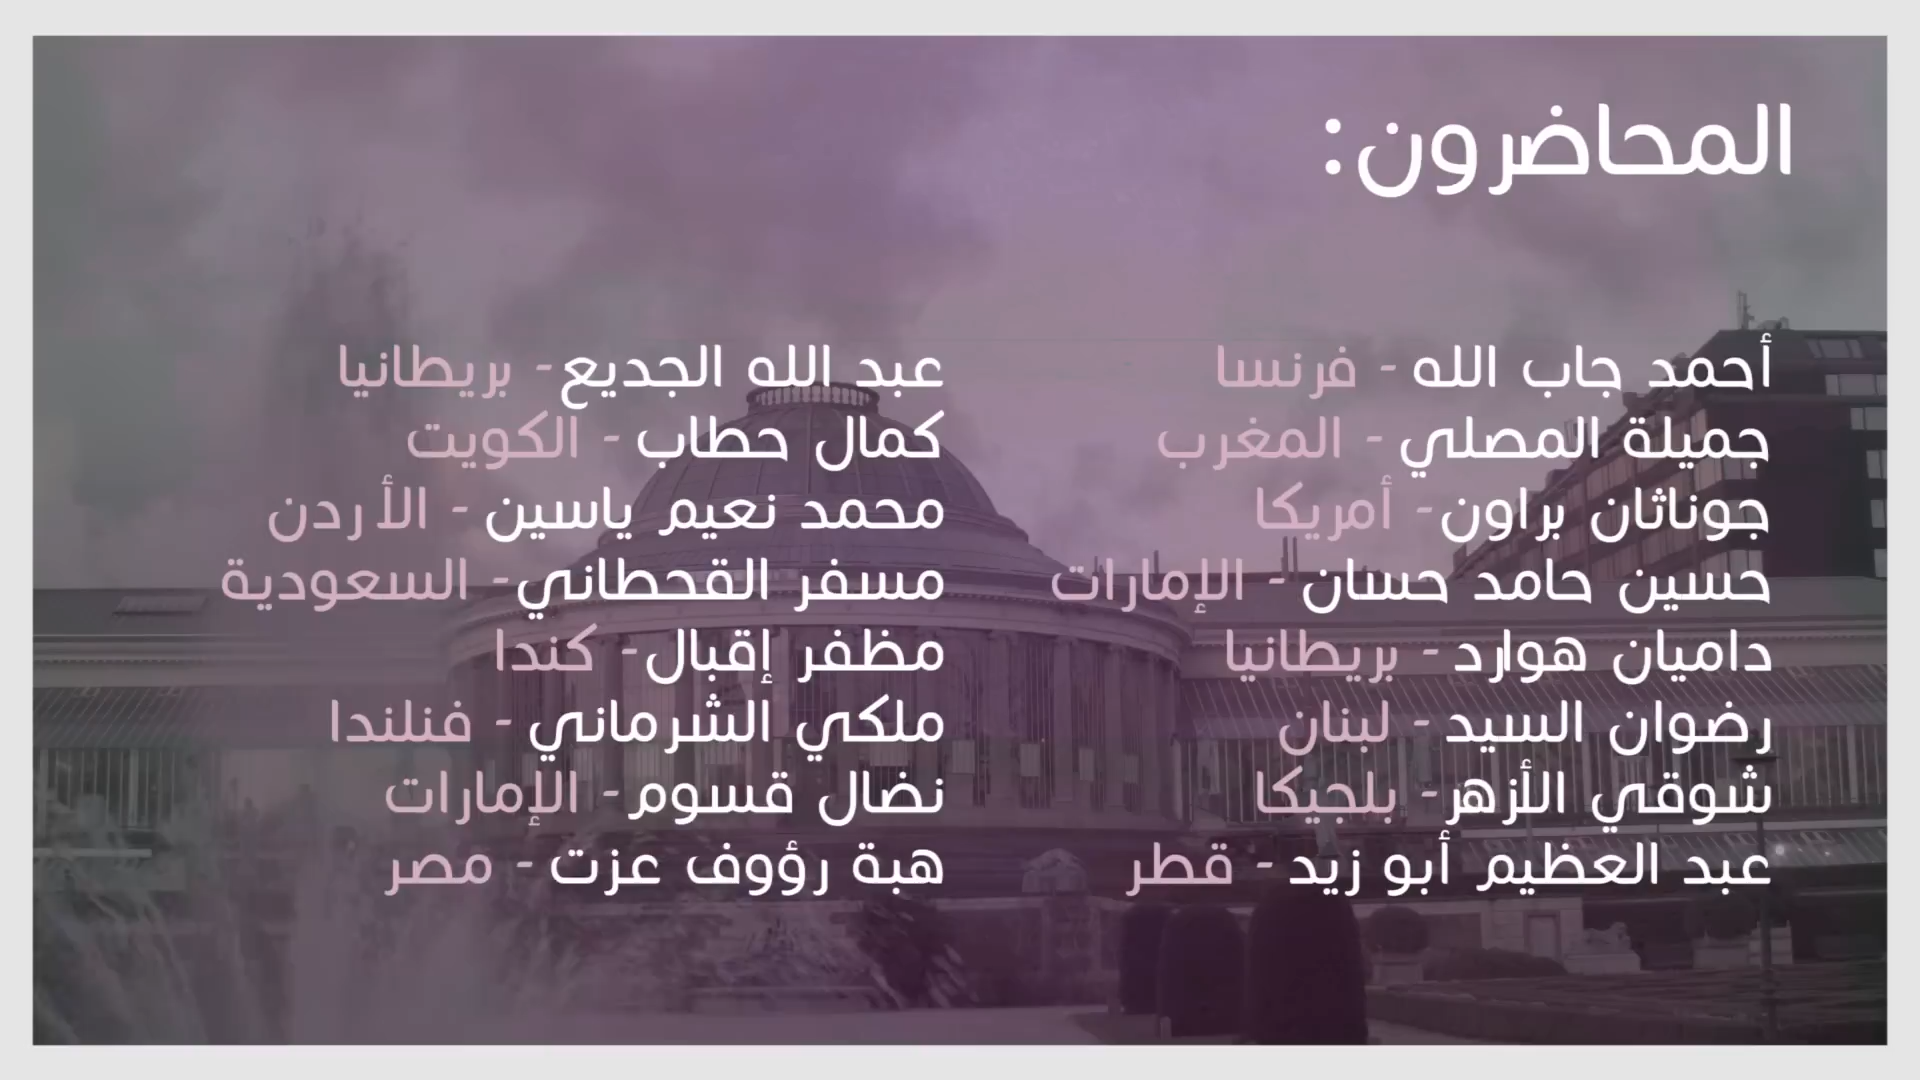 المحاضرون:
أحمد جاب الله - فرنسا
جميلة المصلي - المغرب
جوناثان براون - أمريكا
حسين حامد حسان - الإمارات
داميان هوارد - بريطانيا
رضوان السيد - لبنان
شوقي الأزهر - بلجيكا
عبد العظيم أبو زيد - قطر
عبد الله الجديع - بريطانيا
كمال حطاب - الكويت
محمد نعيم ياسين - الأردن
مسفر القحطاني - السعودية
مظفر إقبال - كندا
ملكي الشرماني - فنلندا
نضال قسوم - الإمارات
هبة رؤوف عزت - مصر